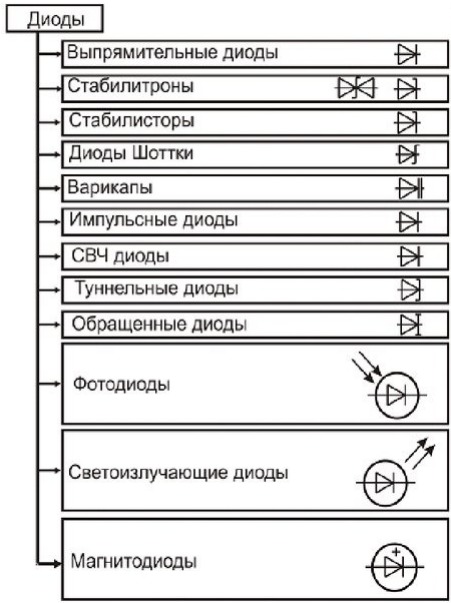 Диоды
Выпрямительные диоды
Стабилитроны
Стабилисторы
Диоды Шоттки
Варикапы
Импульсные диоды
СВЧ диоды
Туннельные диоды
Обращенные диоды
Фотодиоды
Светоизлучающие диоды
Магнитодиоды